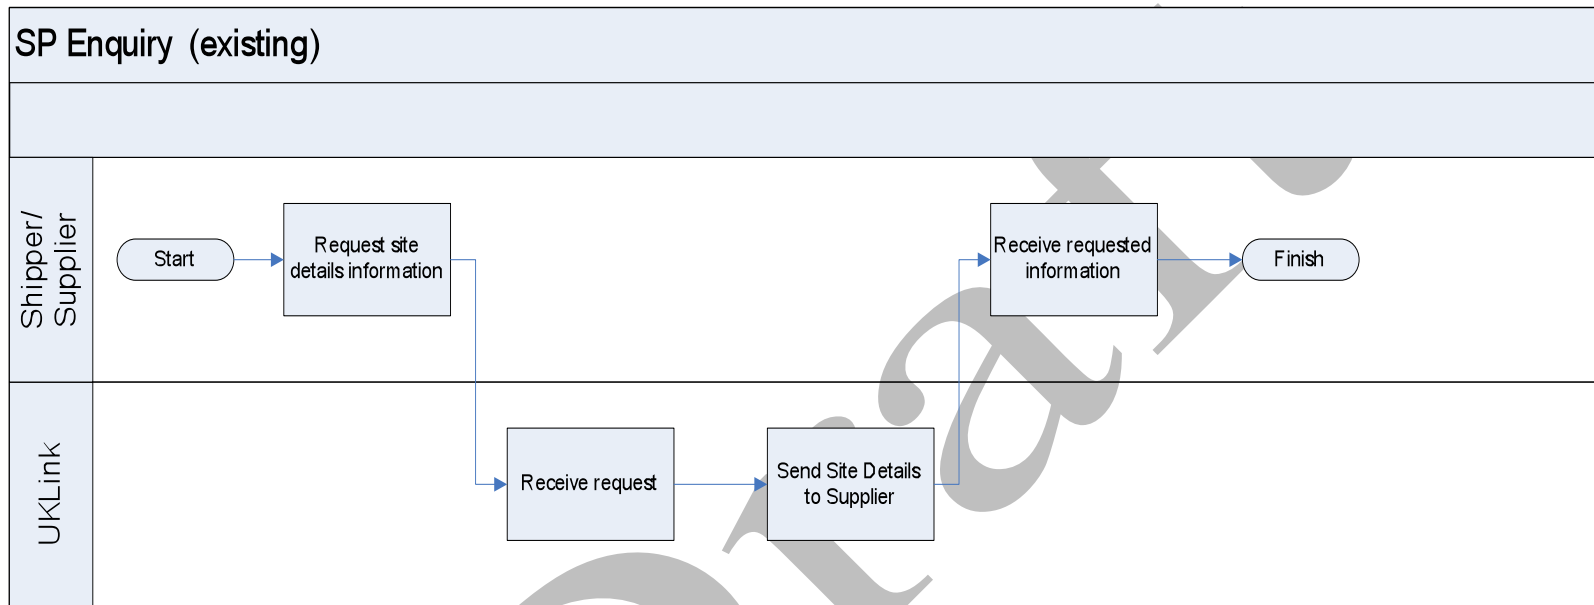 SP Enquiry (existing)
Shipper/
Supplier
Start
Request site
details information
Receive requested
information
Finish
UKLink
Receive request
Send Site Details
to Supplier